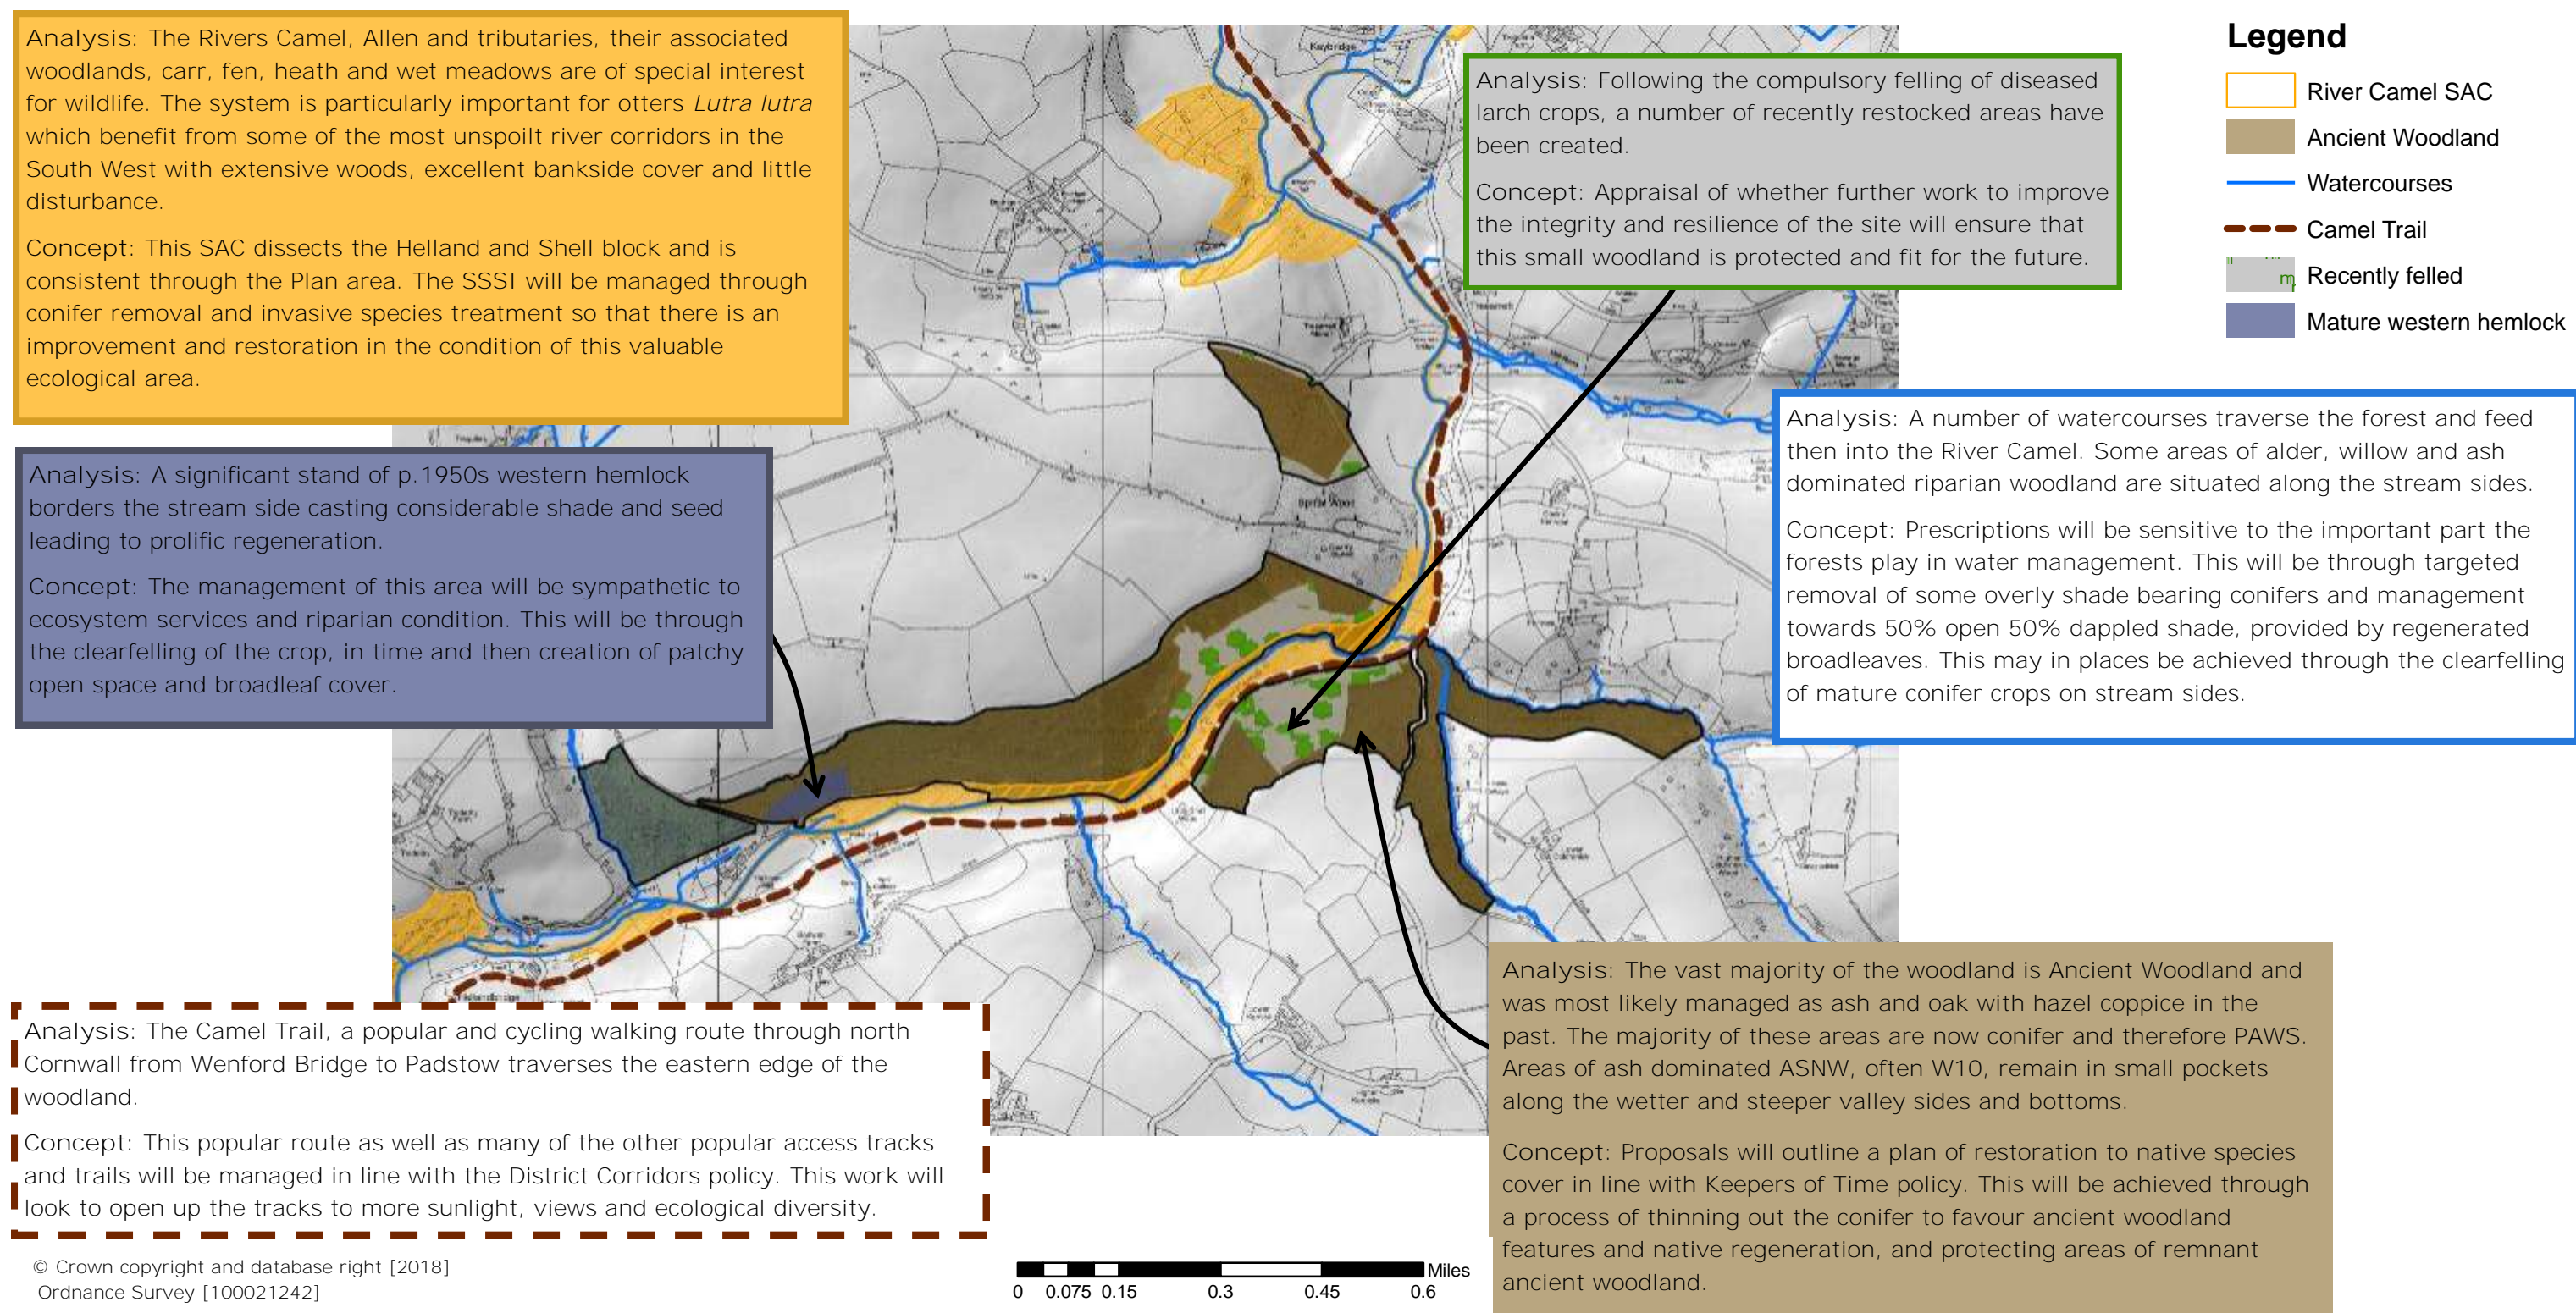 Analysis: The Rivers Camel, Allen and tributaries, their associated
woodlands, carr, fen, heath and wet meadows are of special interest
for wildlife. The system is particularly important for otters Lutra lutra
which benefit from some of the most unspoilt river corridors in the
South West with extensive woods, excellent bankside cover and little
disturbance.
Concept: This SAC dissects the Helland and Shell block and is
consistent through the Plan area. The SSSI will be managed through
conifer removal and invasive species treatment so that there is an
improvement and restoration in the condition of this valuable
ecological area.
Analysis: Following the compulsory felling of diseased
larch crops, a number of recently restocked areas have
been created.
Concept: Appraisal of whether further work to improve
the integrity and resilience of the site will ensure that
this small woodland is protected and fit for the future.
Legend
River Camel SAC
Ancient Woodland
Watercourses
Camel Trail
Recently felled
Mature western hemlock
Analysis: A significant stand of p.1950s western hemlock
borders the stream side casting considerable shade and seed
leading to prolific regeneration.
Concept: The management of this area will be sympathetic to
ecosystem services and riparian condition. This will be through
the clearfelling of the crop, in time and then creation of patchy
open space and broadleaf cover.
Analysis: A number of watercourses traverse the forest and feed
then into the River Camel. Some areas of alder, willow and ash
dominated riparian woodland are situated along the stream sides.
Concept: Prescriptions will be sensitive to the important part the
forests play in water management. This will be through targeted
removal of some overly shade bearing conifers and management
towards 50% open 50% dappled shade, provided by regenerated
broadleaves. This may in places be achieved through the clearfelling
of mature conifer crops on stream sides.
Analysis: The Camel Trail, a popular and cycling walking route through north
Cornwall from Wenford Bridge to Padstow traverses the eastern edge of the
woodland.
Concept: This popular route as well as many of the other popular access tracks
and trails will be managed in line with the District Corridors policy. This work will
look to open up the tracks to more sunlight, views and ecological diversity.
Analysis: The vast majority of the woodland is Ancient Woodland and
was most likely managed as ash and oak with hazel coppice in the
past. The majority of these areas are now conifer and therefore PAWS.
Areas of ash dominated ASNW, often W10, remain in small pockets
along the wetter and steeper valley sides and bottoms.
Concept: Proposals will outline a plan of restoration to native species
cover in line with Keepers of Time policy. This will be achieved through
a process of thinning out the conifer to favour ancient woodland
features and native regeneration, and protecting areas of remnant
ancient woodland.
© Crown copyright and database right [2018]
Ordnance Survey [100021242]
Miles
0 0.075 0.15 0.3 0.45 0.6